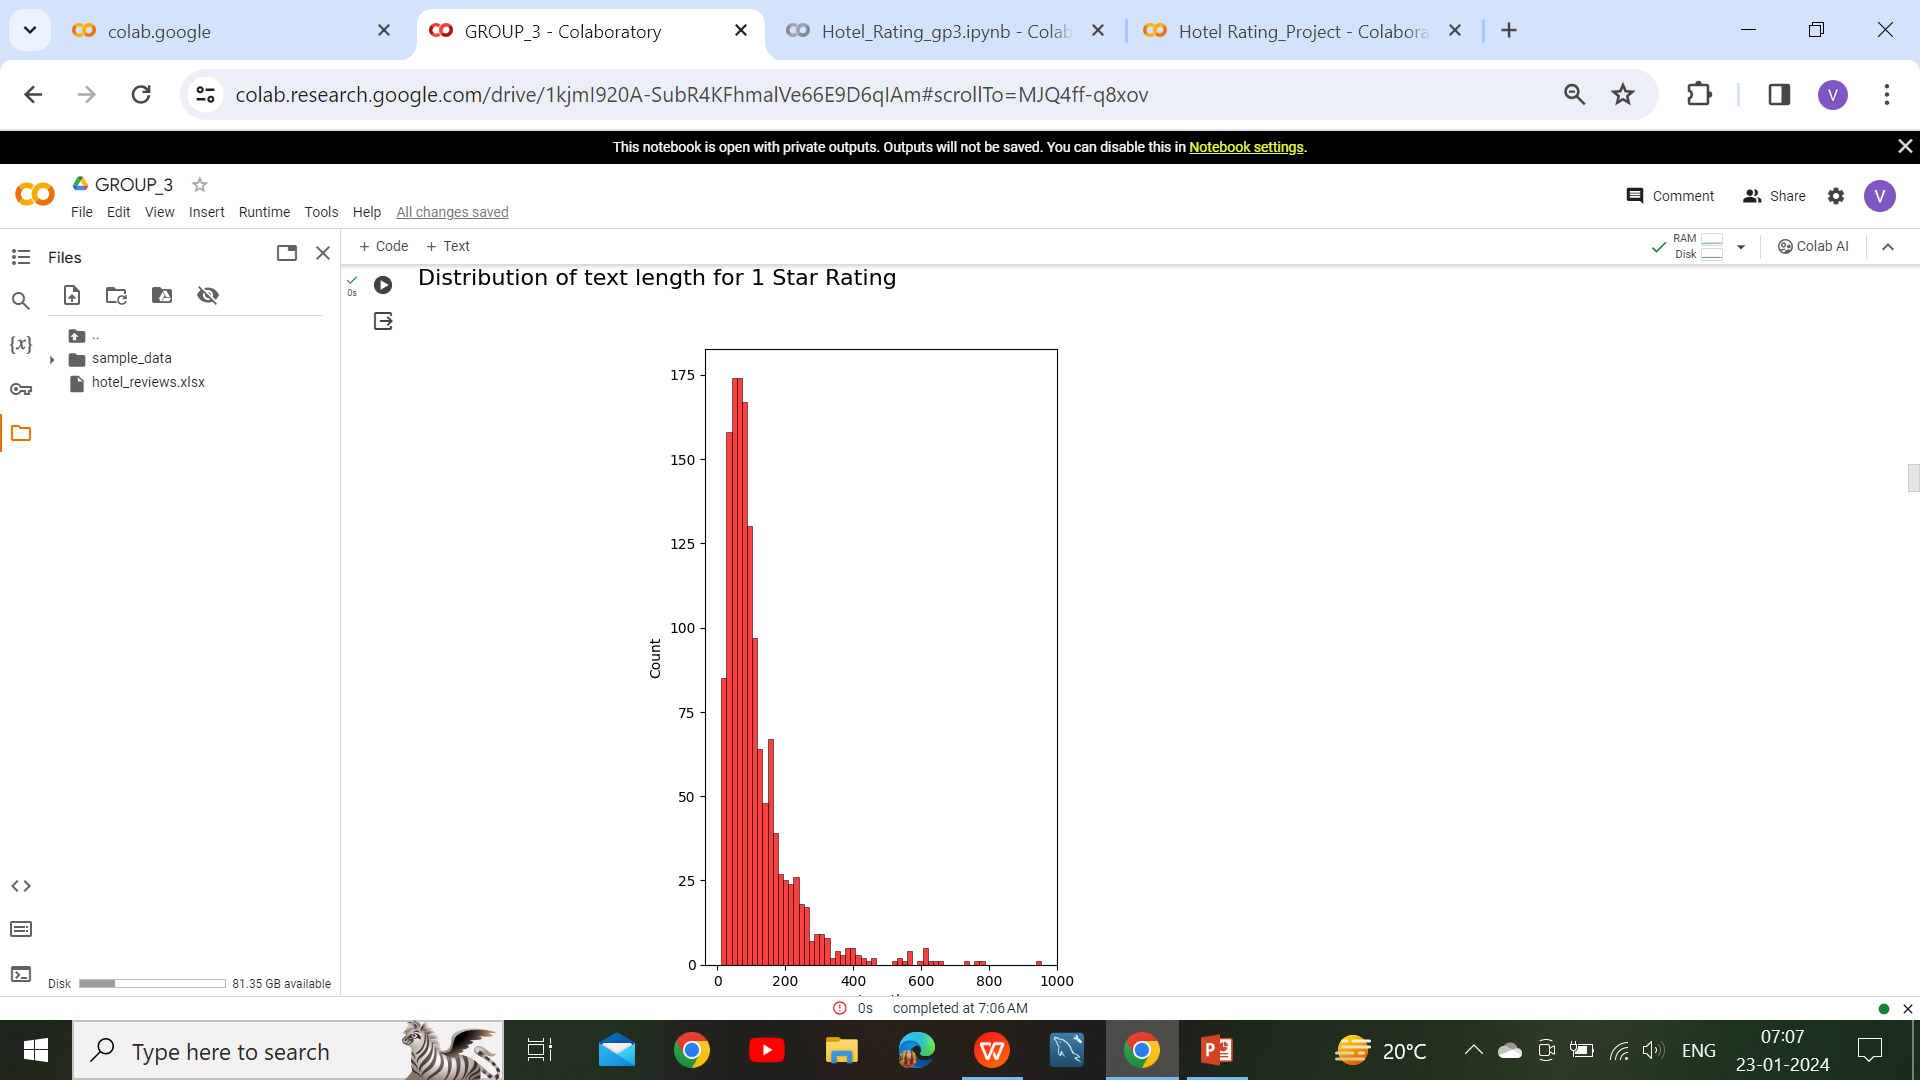 colab.google
GROUP_3 - Colaboratory
Hotel_Rating_gp3.ipynb - Colab
Hotel Rating_Project - Colabora
colab.research.google.com/drive/1kjmI920A-SubR4KFhmalVe66E9D6qIAm#scrollTo=MJQ4ff-q8xov
V
This notebook is open with private outputs. Outputs will not be saved. You can disable this in Notebook settings.
GROUP_3
File Edit View Insert Runtime Tools Help All changes saved
Comment Share V
Files
+ Code + Text
RAM
Disk
Colab AI
0s
Distribution of text length for 1 Star Rating
{x}
..
sample_data
hotel_reviews.xlsx
175
150
125
100
75
50
25
0
Count
0 200 400 600 800 1000
Disk 81.35 GB available
0s completed at 7:06 AM
Type here to search
20°C
ENG
07:07
23-01-2024